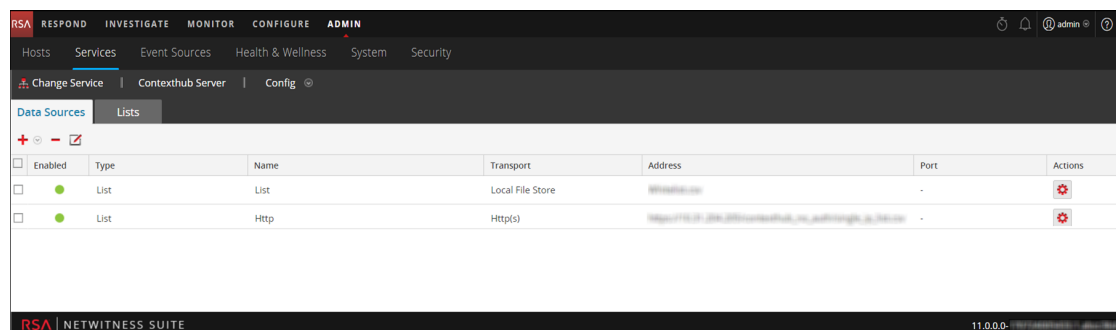 RSA RESPOND INVESTIGATE MONITOR CONFIGURE ADMIN admin
Hosts Services Event Sources Health & Wellness System Security
Change Service | Contexthub Server | Config
Data Sources Lists
Enabled Type Name Transport Address Port Actions
List List Local File Store -
List Http Http(s) -
RSA | NETWITNESS SUITE 11.0.0.0-